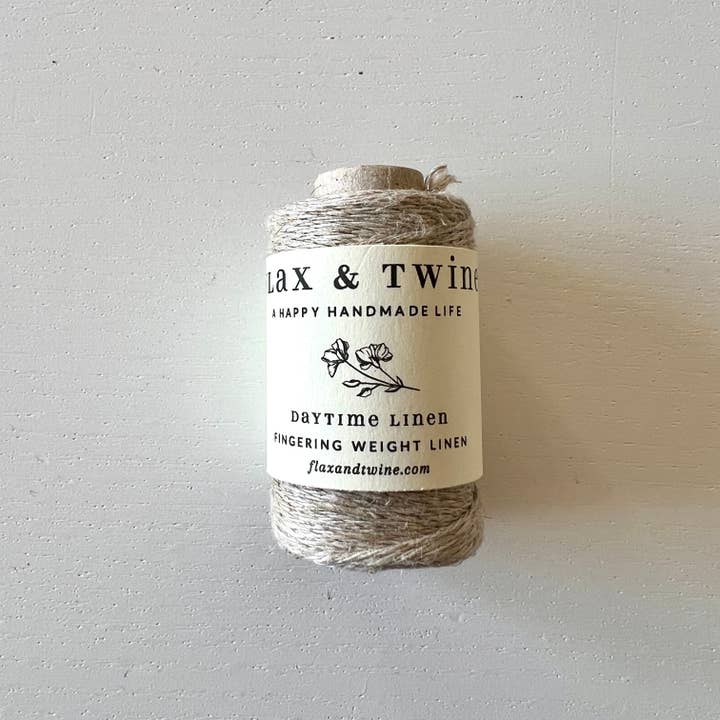 Lax & Twine
A HAPPY HANDMADE LIFE
Daytime Linen
FINGERING WEIGHT LINEN
flaxandtwine.com